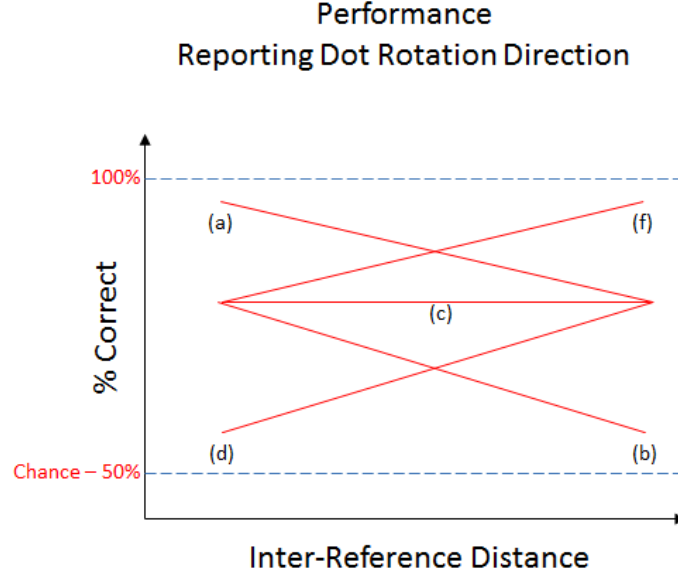 Performance
Reporting Dot Rotation Direction
100%
(a)
(f)
% Correct
(c)
(d)
(b)
Chance – 50%
Inter-Reference Distance